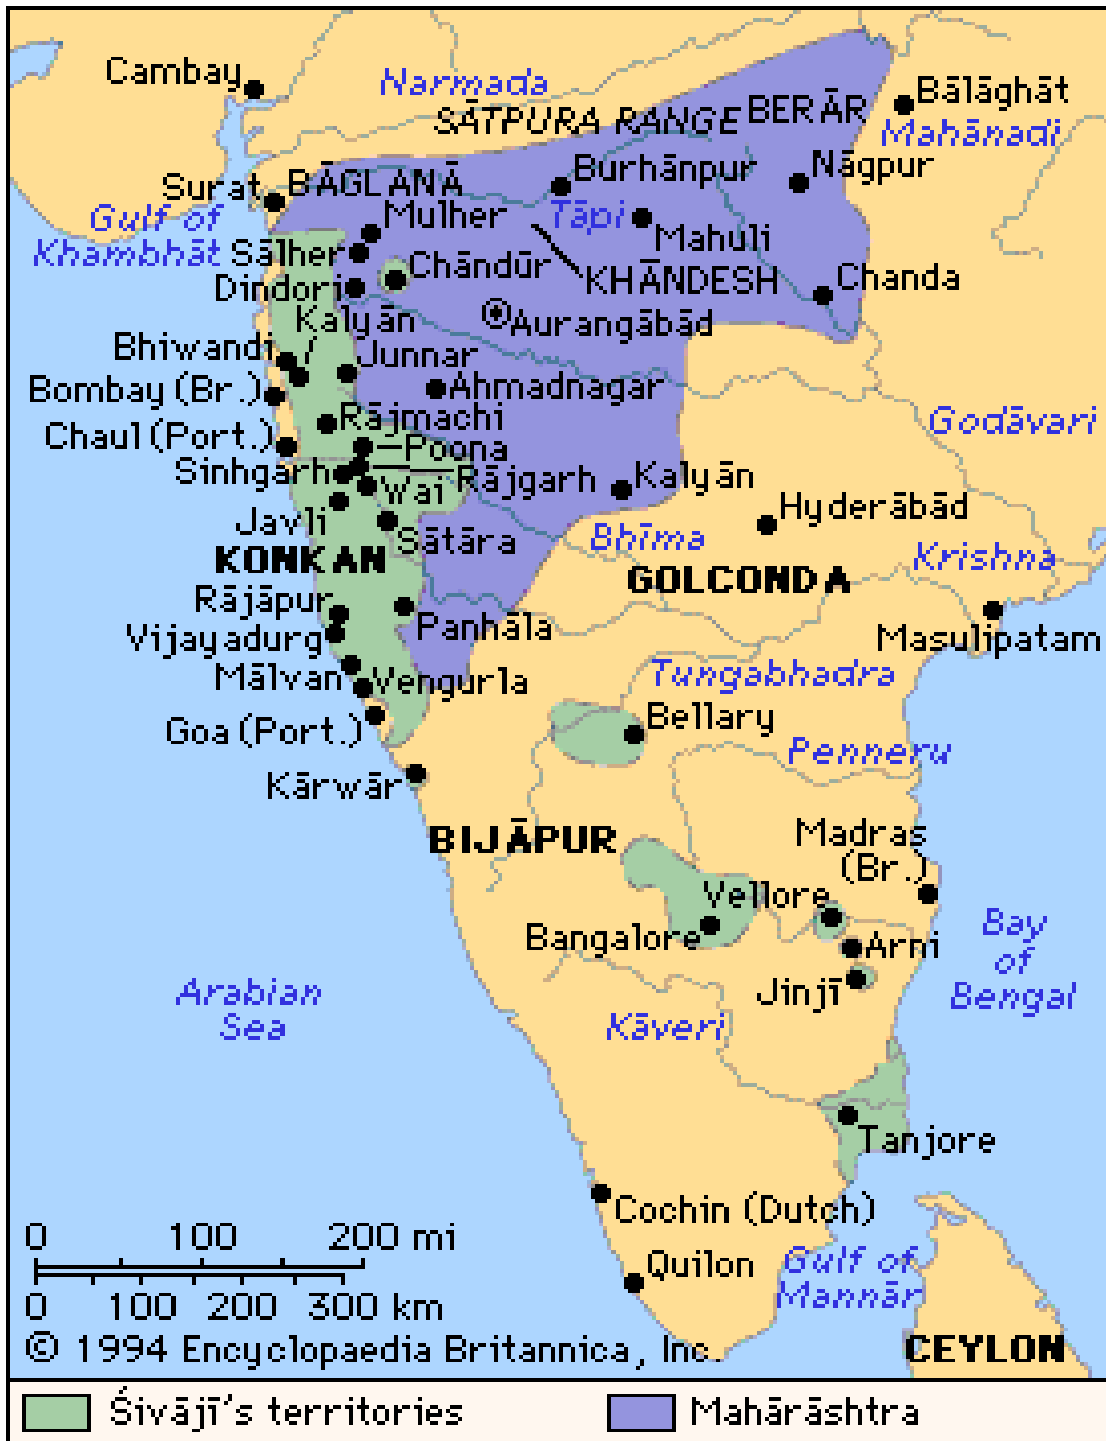 Cambay
Narmada
SĀTPURA RANGE
BERĀR
Bālāghāt
Mahānadi
Surat
BĀGLĀNĀ
Burhānpur
Nāgpur
Gulf of
Khambhāt
Mulher
Tāpi
Mahuli
Sālher
Chāndūr
KHĀNDESH
Chanda
Dindori
Kalyān
Aurangābād
Bhiwandi
Junnar
Bombay (Br.)
Ahmadnagar
Rājmachi
Godāvari
Chaul (Port.)
Poona
Sinhgarh
Rājgarh
Kalyān
Wai
Hyderābād
Javli
Sātāra
Bhīma
Krishna
KONKAN
GOLCONDA
Rājāpur
Panhāla
Masulipatam
Vijayadurg
Mālvan
Vengurla
Tungabhadra
Goa (Port.)
Bellary
Penneru
Kārwār
BIJĀPUR
Madras
(Br.)
Vellore
Bangalore
Arni
Bay
of
Bengal
Jinjī
Arabian
Sea
Kāveri
Tanjore
Cochin (Dutch)
Quilon
Gulf of
Mannār
CEYLON
0 100 200 mi
0 100 200 300 km
© 1994 Encyclopaedia Britannica, Inc.
Śivājī's territories
Mahārāshtra